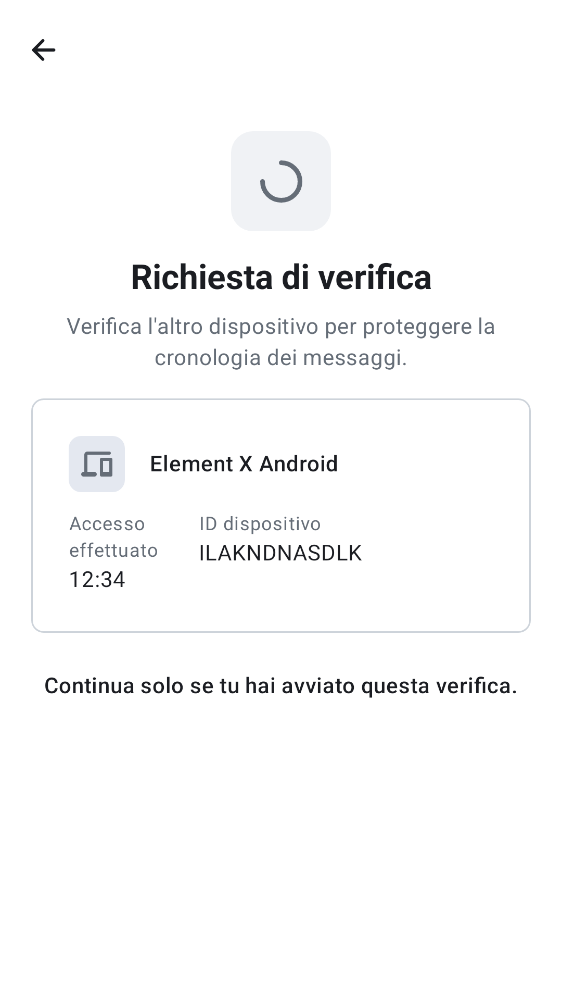 Richiesta di verifica
Verifica l'altro dispositivo per proteggere la
cronologia dei messaggi.
Element X Android
Accesso
effettuato
12:34
ID dispositivo
ILAKNDNASDLK
Continua solo se tu hai avviato questa verifica.